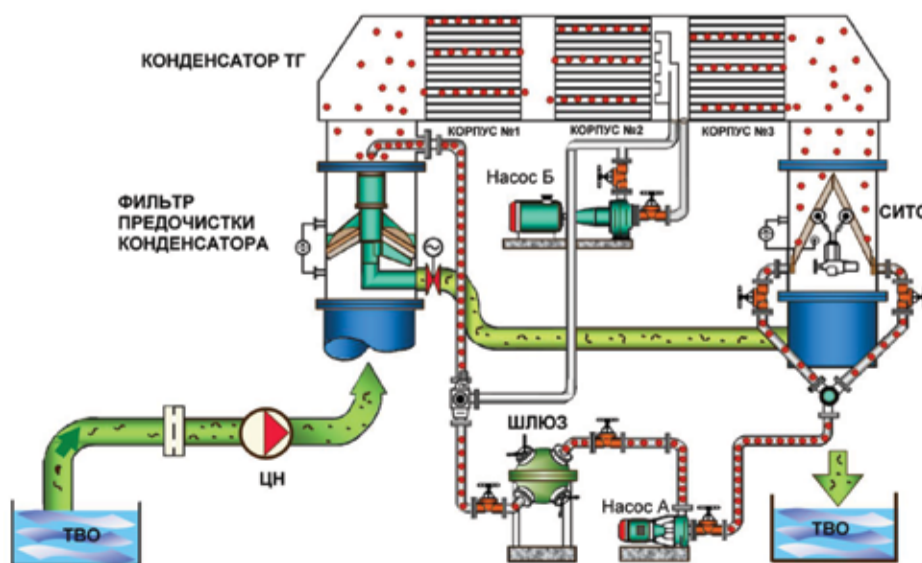 КОНДЕНСАТОР ТГ
КОРПУС №1
КОРПУС №2
КОРПУС №3
Насос Б
ФИЛЬТР
ПРЕДОЧИСТКИ
КОНДЕНСАТОРА
СИТО
ШЛЮЗ
ЦН
Насос А
ТВО
ТВО